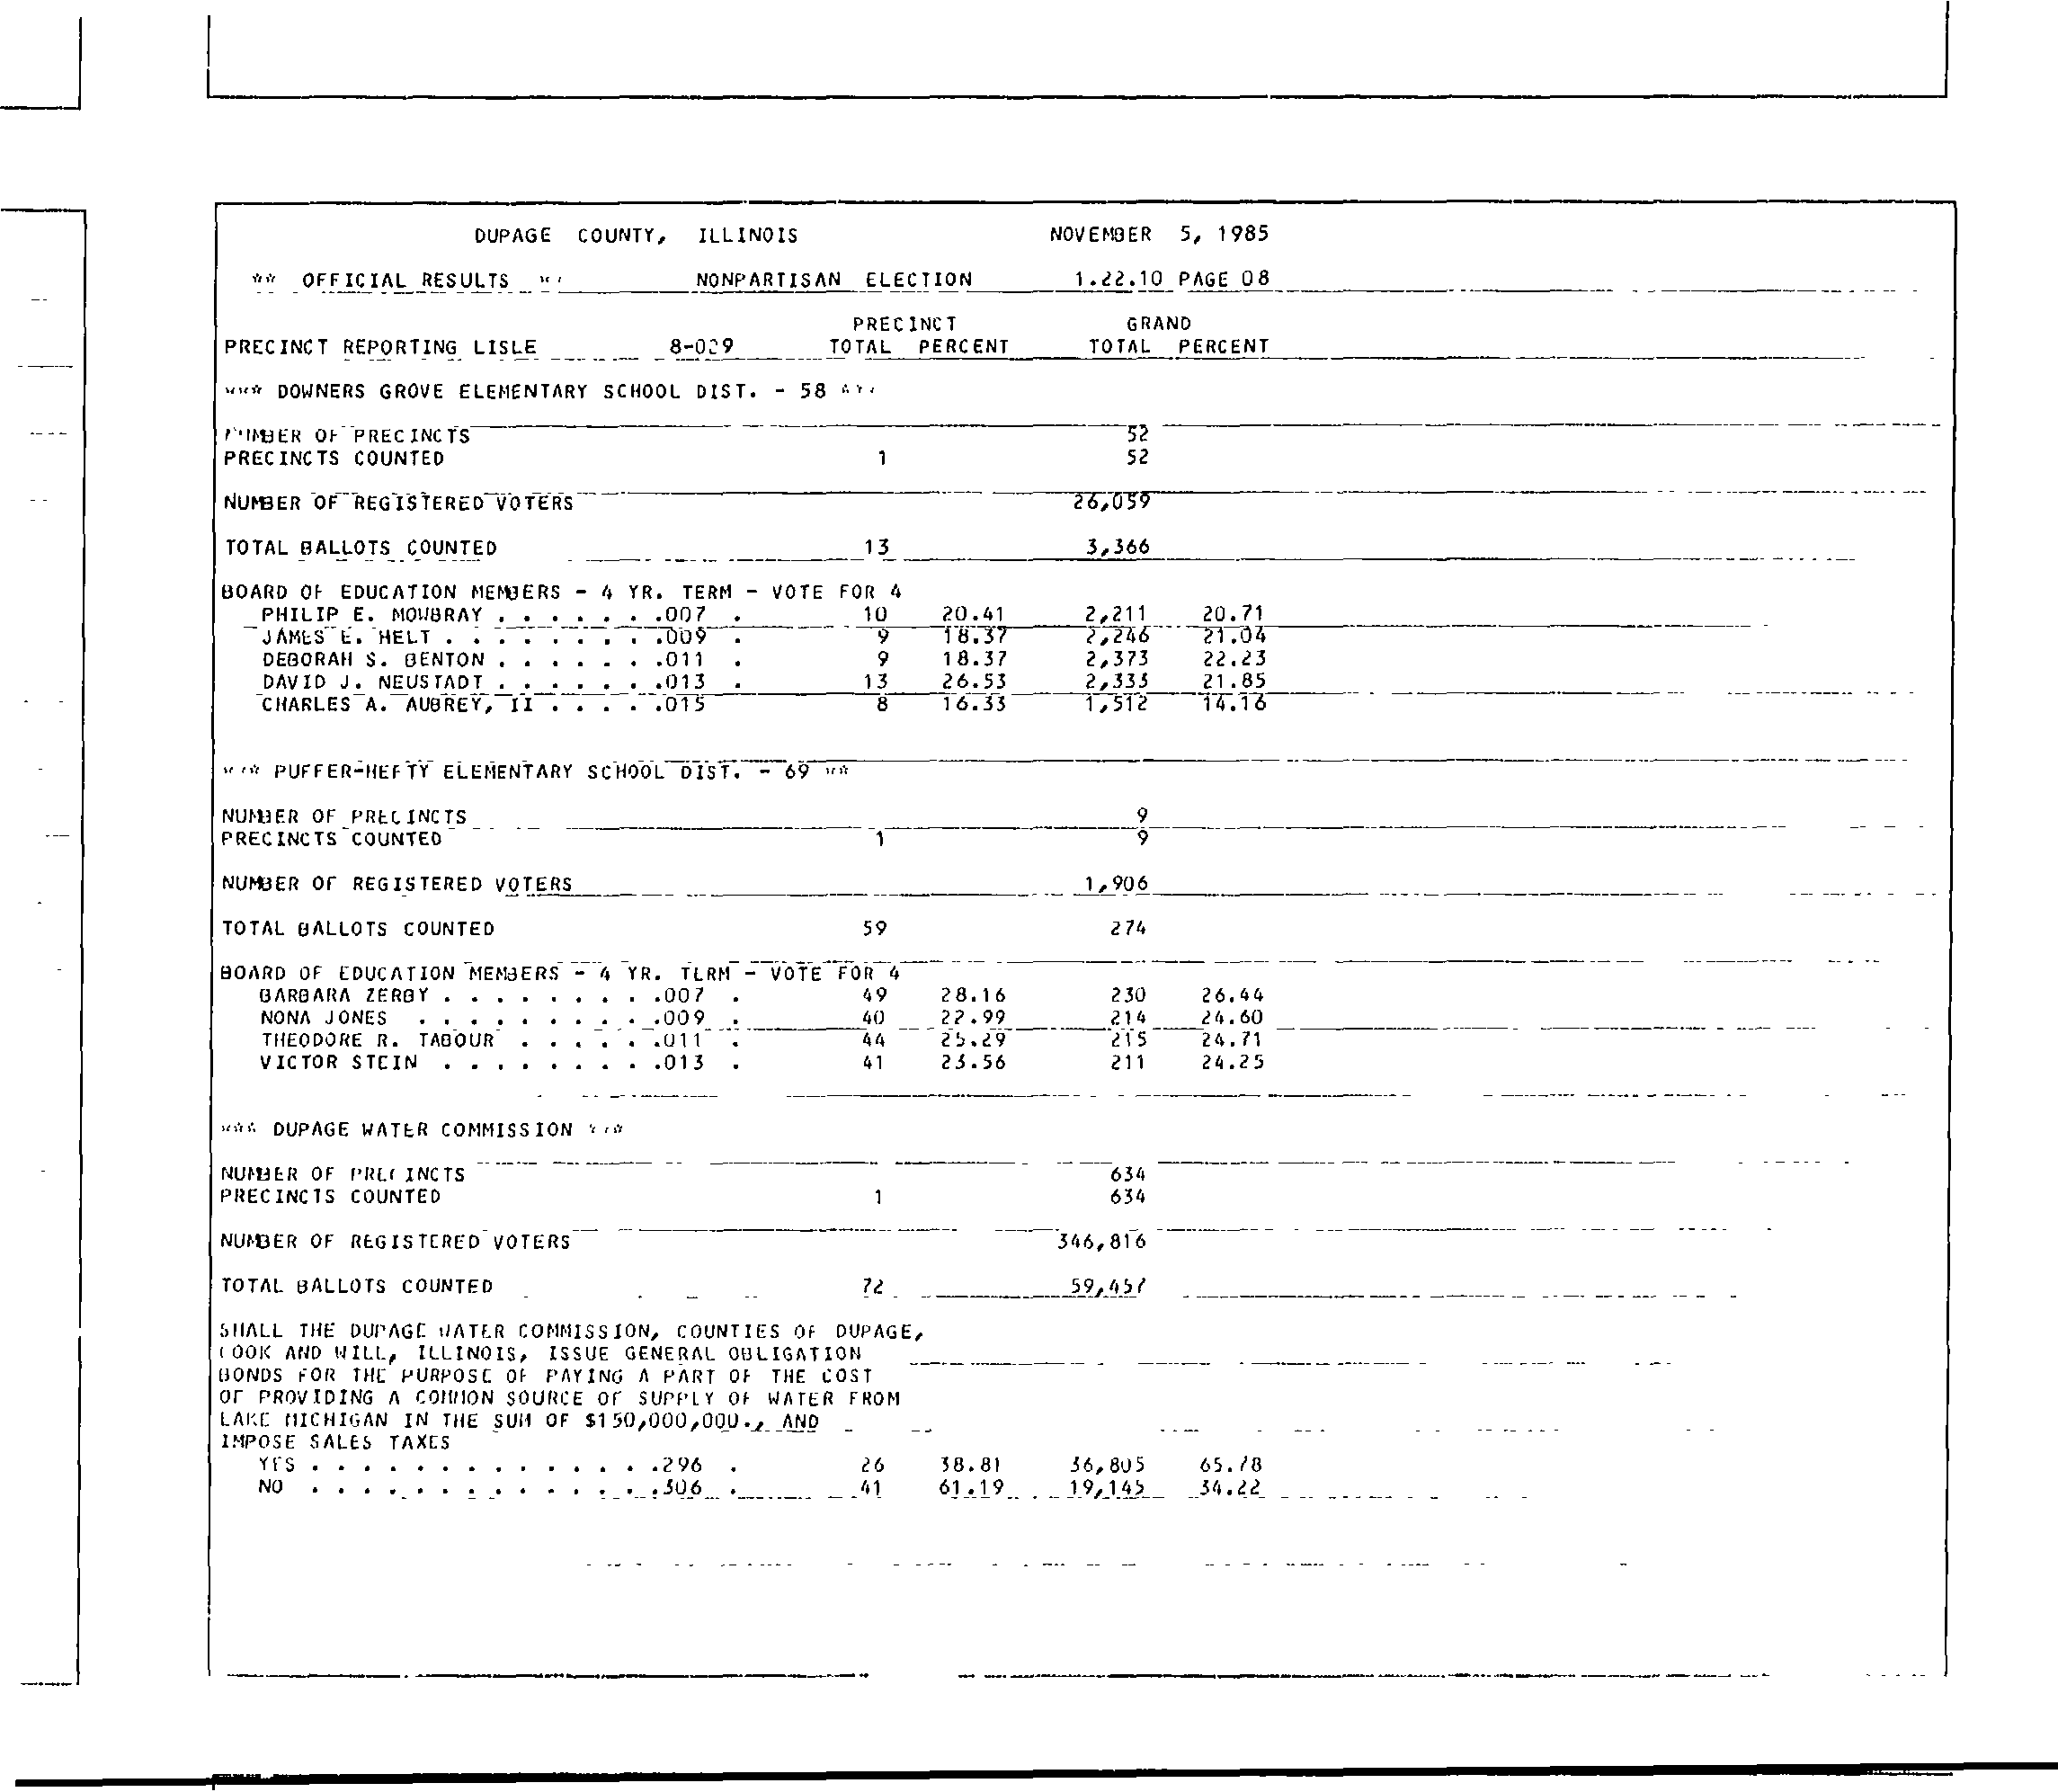 DUPAGE COUNTY, ILLINOIS NOVEMBER 5, 1985
** OFFICIAL RESULTS ** NONPARTISAN ELECTION 1.22.10 PAGE 08
PRECINCT GRAND
PRECINCT REPORTING LISLE 8-029 TOTAL PERCENT TOTAL PERCENT
*** DOWNERS GROVE ELEMENTARY SCHOOL DIST. - 58 ***
NUMBER OF PRECINCTS 52
PRECINCTS COUNTED 1 52
NUMBER OF REGISTERED VOTERS 26,059
TOTAL BALLOTS COUNTED 13 3,366
BOARD OF EDUCATION MEMBERS - 4 YR. TERM - VOTE FOR 4
PHILIP E. MOWBRAY . . . . . . .007 . 10 20.41 2,211 20.71
JAMES E. HELT . . . . . . . . .009 . 9 18.37 2,246 21.04
DEBORAH S. BENTON . . . . . . .011 . 9 18.37 2,373 22.23
DAVID J. NEUSTADT . . . . . . .013 . 13 26.53 2,333 21.85
CHARLES A. AUBREY, II . . . . .015 8 16.33 1,512 14.16
*** PUFFER-HEFTY ELEMENTARY SCHOOL DIST. - 69 **
NUMBER OF PRECINCTS 9
PRECINCTS COUNTED 1 9
NUMBER OF REGISTERED VOTERS 1,906
TOTAL BALLOTS COUNTED 59 274
BOARD OF EDUCATION MEMBERS - 4 YR. TERM - VOTE FOR 4
BARBARA ZERBY . . . . . . . . .007 . 49 28.16 230 26.44
NONA JONES . . . . . . . . . .009 . 40 22.99 214 24.60
THEODORE R. TABOUR . . . . . .011 . 44 25.29 215 24.71
VICTOR STEIN . . . . . . . . .013 . 41 23.56 211 24.25
*** DUPAGE WATER COMMISSION ***
NUMBER OF PRECINCTS 634
PRECINCTS COUNTED 1 634
NUMBER OF REGISTERED VOTERS 346,816
TOTAL BALLOTS COUNTED 72 59,457
SHALL THE DUPAGE WATER COMMISSION, COUNTIES OF DUPAGE,
COOK AND WILL, ILLINOIS, ISSUE GENERAL OBLIGATION
BONDS FOR THE PURPOSE OF PAYING A PART OF THE COST
OF PROVIDING A COMMON SOURCE OF SUPPLY OF WATER FROM
LAKE MICHIGAN IN THE SUM OF $150,000,000., AND
IMPOSE SALES TAXES
YES . . . . . . . . . . . . . .296 . 26 38.81 36,805 65.78
NO . . . . . . . . . . . . . .306 . 41 61.19 19,145 34.22